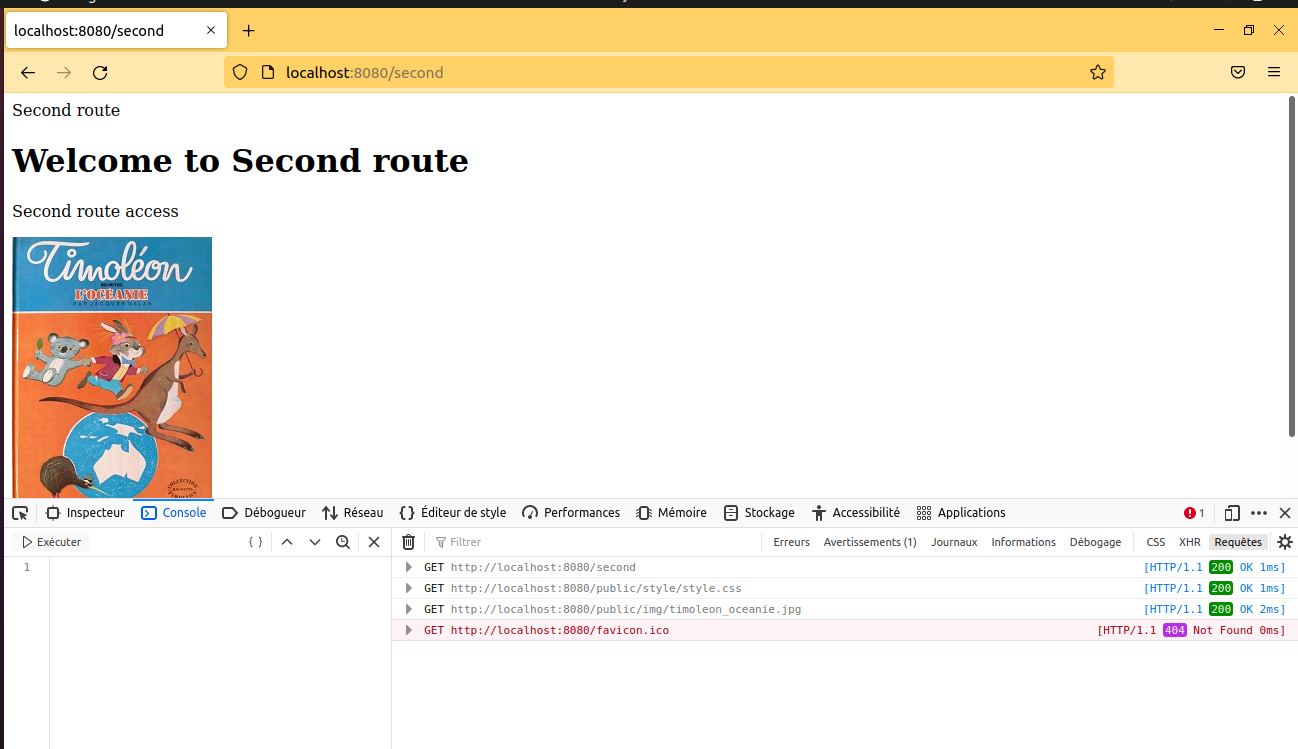 localhost:8080/second
localhost:8080/second
Second route
Welcome to Second route
Second route access
Timoléon
L'OCEANIE
PAR JACQUES GALAN
COLLECTION
Inspecteur Console Débogueur Réseau {} Éditeur de style Performances Mémoire Stockage Accessibilité Applications 1
Exécuter { } Filtrer Erreurs Avertissements (1) Journaux Informations Débogage CSS XHR Requêtes
1
GET http://localhost:8080/second [HTTP/1.1 200 OK 1ms]
GET http://localhost:8080/public/style/style.css [HTTP/1.1 200 OK 1ms]
GET http://localhost:8080/public/img/timoleon_oceanie.jpg [HTTP/1.1 200 OK 2ms]
GET http://localhost:8080/favicon.ico [HTTP/1.1 404 Not Found 0ms]